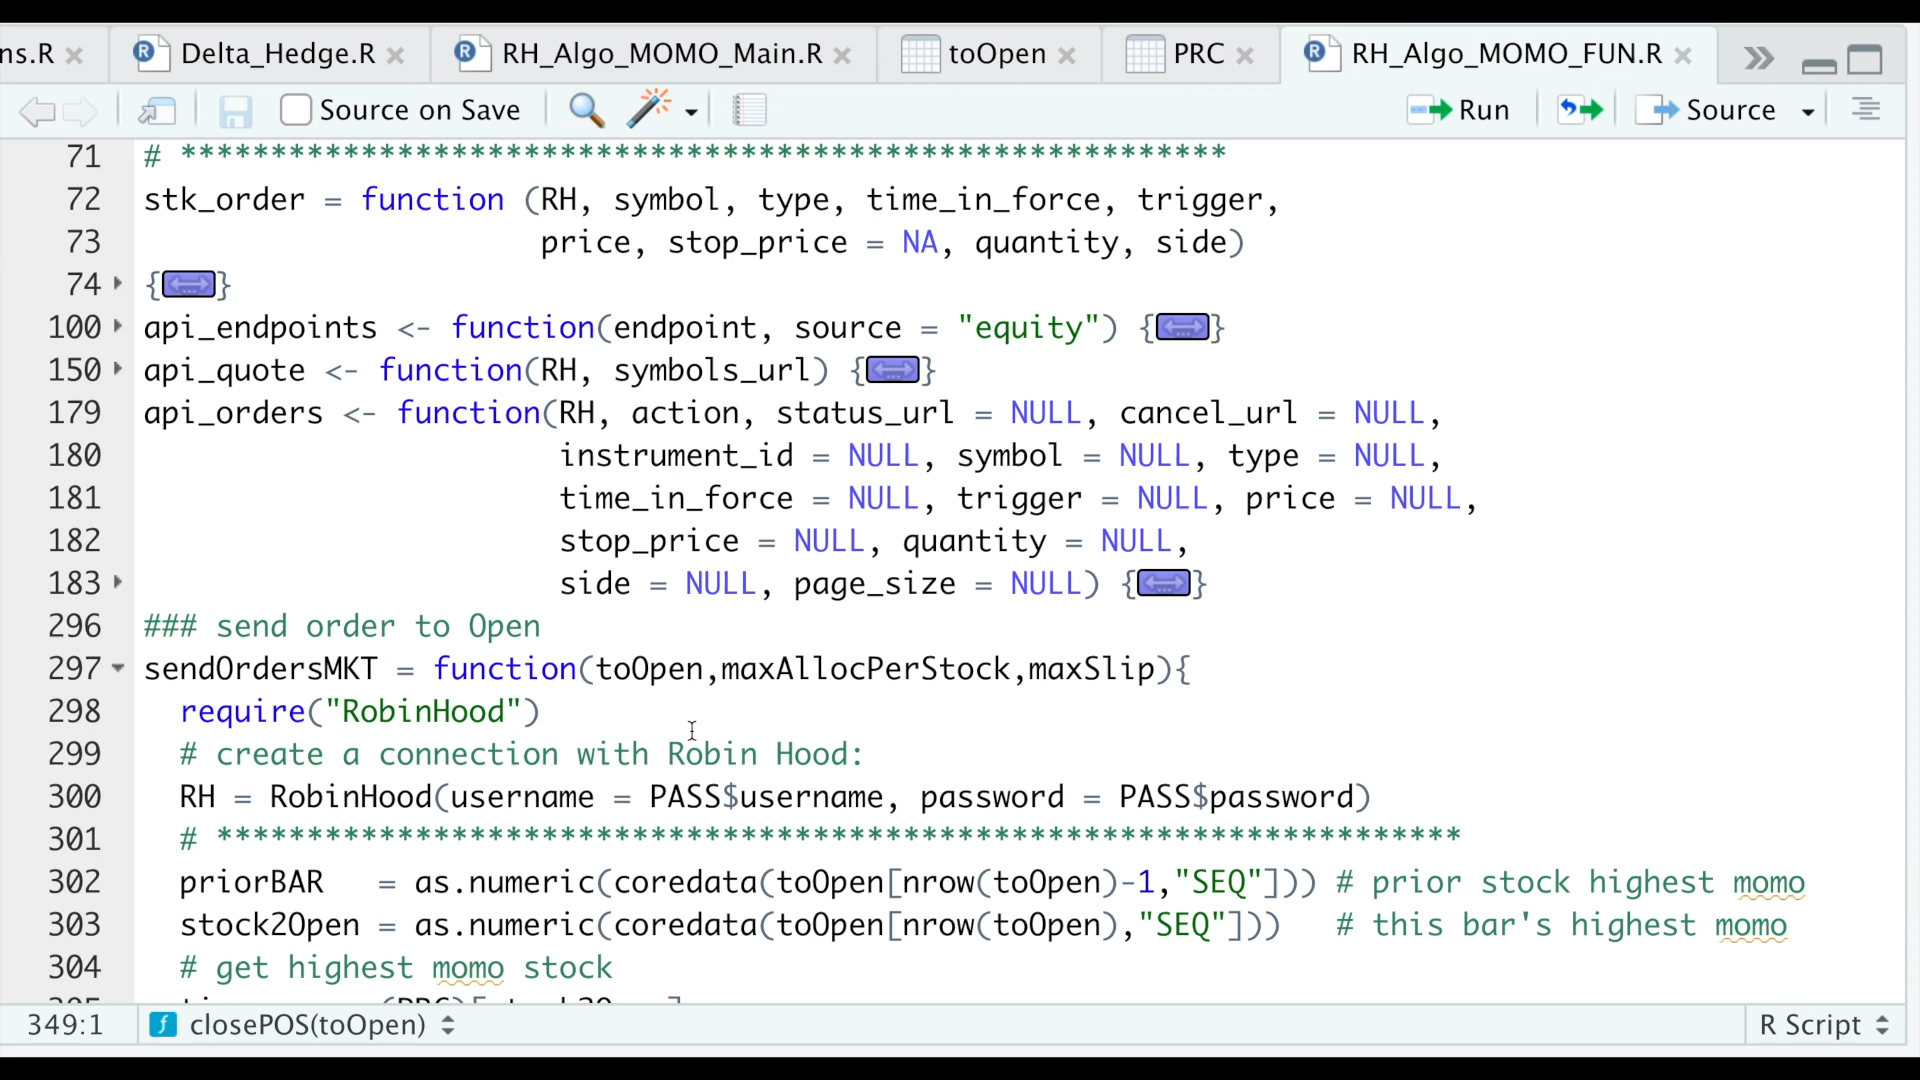 ns.R Delta_Hedge.R RH_Algo_MOMO_Main.R toOpen PRC RH_Algo_MOMO_FUN.R
Source on Save Run Source
71 # **********************************************************
72 stk_order = function (RH, symbol, type, time_in_force, trigger,
73 price, stop_price = NA, quantity, side)
74 {}
100 api_endpoints <- function(endpoint, source = "equity") {}
150 api_quote <- function(RH, symbols_url) {}
179 api_orders <- function(RH, action, status_url = NULL, cancel_url = NULL,
180 instrument_id = NULL, symbol = NULL, type = NULL,
181 time_in_force = NULL, trigger = NULL, price = NULL,
182 stop_price = NULL, quantity = NULL,
183 side = NULL, page_size = NULL) {}
296 ### send order to Open
297 sendOrdersMKT = function(toOpen,maxAllocPerStock,maxSlip){
298 require("RobinHood")
299 # create a connection with Robin Hood:
300 RH = RobinHood(username = PASS$username, password = PASS$password)
301 # *********************************************************************
302 priorBAR = as.numeric(coredata(toOpen[nrow(toOpen)-1,"SEQ"])) # prior stock highest momo
303 stock2Open = as.numeric(coredata(toOpen[nrow(toOpen),"SEQ"])) # this bar's highest momo
304 # get highest momo stock
349:1 closePOS(toOpen) R Script